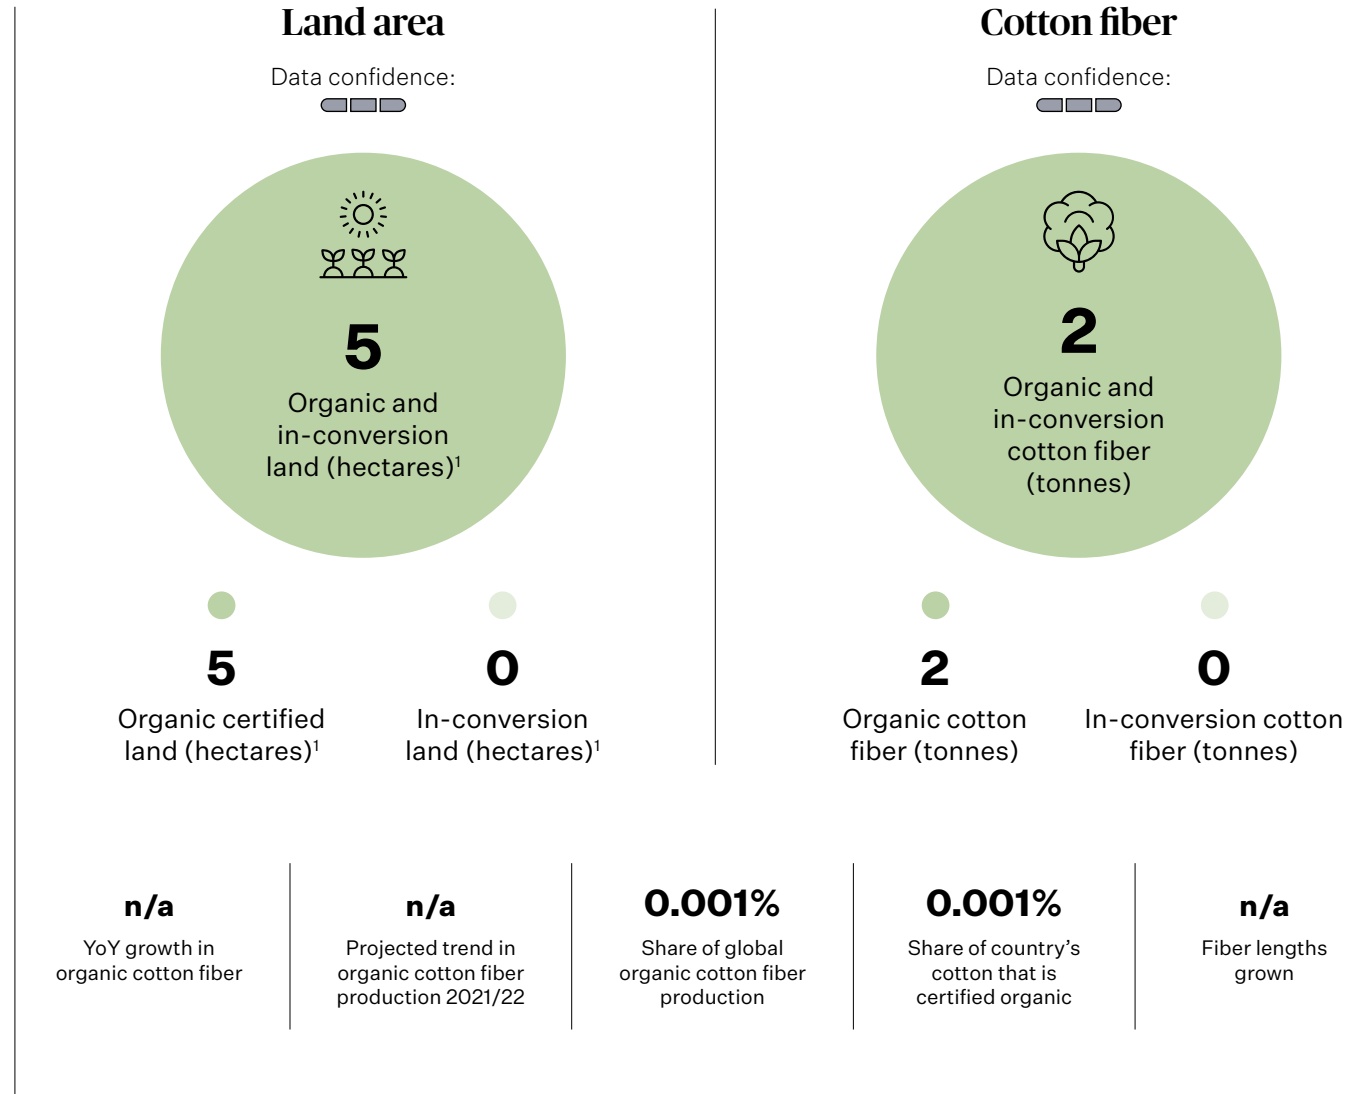 Land area
Data confidence:
5
Organic and
in-conversion
land (hectares)¹
5
Organic certified
land (hectares)¹
0
In-conversion
land (hectares)¹
Cotton fiber
Data confidence:
2
Organic and
in-conversion
cotton fiber
(tonnes)
2
Organic cotton
fiber (tonnes)
0
In-conversion cotton
fiber (tonnes)
n/a
YoY growth in
organic cotton fiber
n/a
Projected trend in
organic cotton fiber
production 2021/22
0.001%
Share of global
organic cotton fiber
production
0.001%
Share of country’s
cotton that is
certified organic
n/a
Fiber lengths
grown